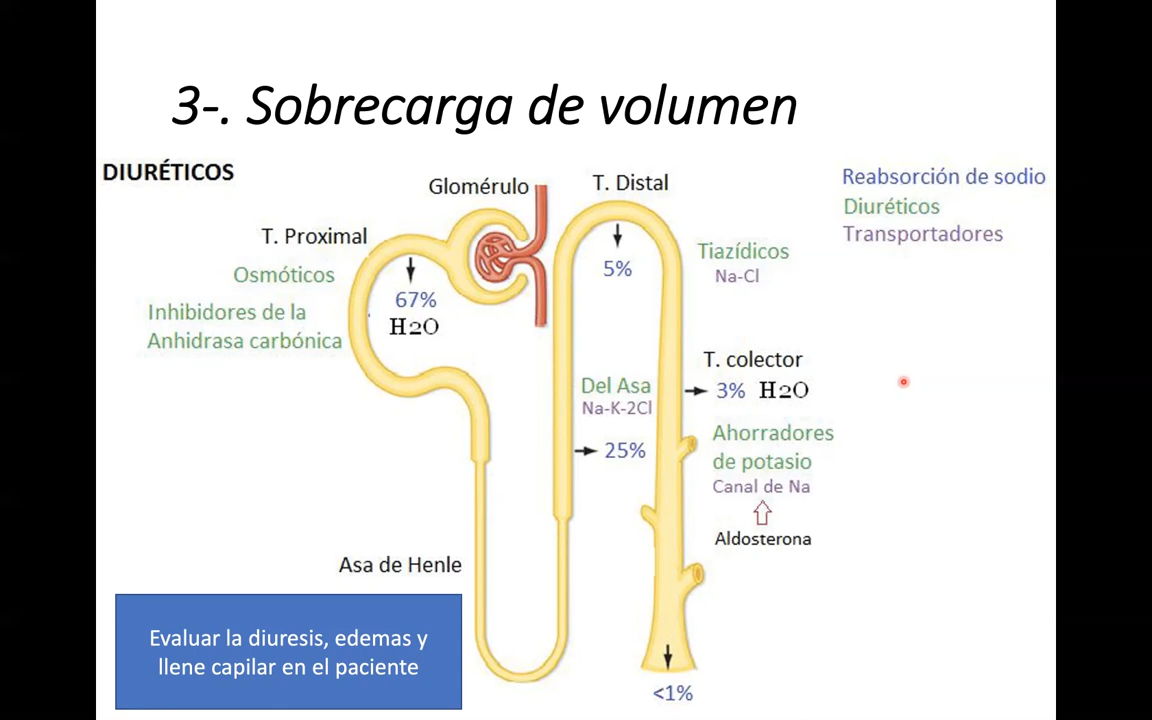 3-. Sobrecarga de volumen
DIURÉTICOS
Glomérulo
T. Distal
Reabsorción de sodio
Diuréticos
Transportadores
T. Proximal
Osmóticos
67%
H2O
Inhibidores de la
Anhidrasa carbónica
5%
Tiazídicos
Na-Cl
T. colector
3% H2O
Del Asa
Na-K-2Cl
25%
Ahorradores
de potasio
Canal de Na
Aldosterona
Asa de Henle
Evaluar la diuresis, edemas y
llene capilar en el paciente
<1%